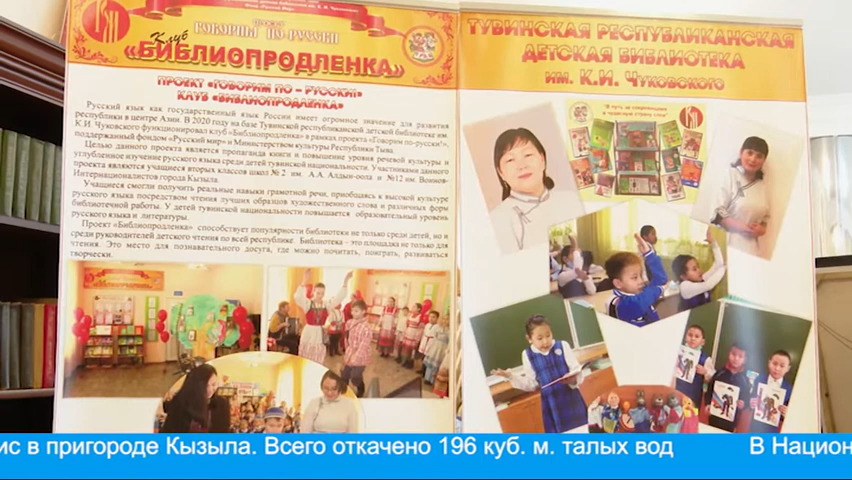 ПРОЕКТ
ГОВОРИМ ПО-РУССКИ
Клуб
«БИБЛИОПРОДЛЕНКА»
ПРОЕКТ «ГОВОРИМ ПО – РУССКИ!»
КЛУБ «БИБЛИОПРОДЛЕНКА»
Русский язык как государственный язык России имеет огромное значение для развития
республики в центре Азии. В 2020 году на базе Тувинской республиканской детской библиотеки им.
К.И. Чуковского функционировал клуб «Библиопродленка» в рамках проекта «Говорим по-русски!»,
поддержанный фондом «Русский мир» и Министерством культуры Республики Тыва.
Целью данного проекта является пропаганда книги и повышение уровня речевой культуры и
углубленное изучение русского языка среди детей тувинской национальности. Участниками данного
проекта являются учащиеся вторых классов школ № 2 им. А.А. Алдын-оола и №12 им. Воинов-
Интернационалистов города Кызыла.
Учащиеся смогли получить реальные навыки грамотной речи, приобщаясь к высокой культуре
русского языка посредством чтения лучших образцов художественного слова и различных форм
библиотечной работы. У детей тувинской национальности повышается образовательный уровень
русского языка и литературы.
Проект «Библиопродленка» способствует популярности библиотеки не только среди детей, но и
среди руководителей детского чтения по всей республике. Библиотека – это площадка не только для
чтения. Это место для познавательного досуга, где можно почитать, поиграть, развиваться
творчески.
ТУВИНСКАЯ РЕСПУБЛИКАНСКАЯ
ДЕТСКАЯ БИБЛИОТЕКА
ИМ. К.И. ЧУКОВСКОГО
ис в пригороде Кызыла. Всего откачено 196 куб. м. талых вод
В Национ